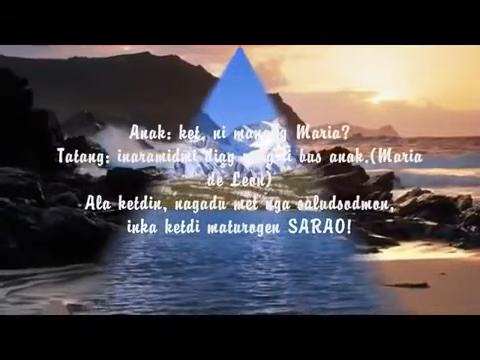 Anak: ket, ni manang Maria?
Tatang: inaramidmi diay bus anak.(Maria
de Leon)
Ala ketdin, nagadu met nga saludsodmon,
inka ketdi maturogen SARAO!